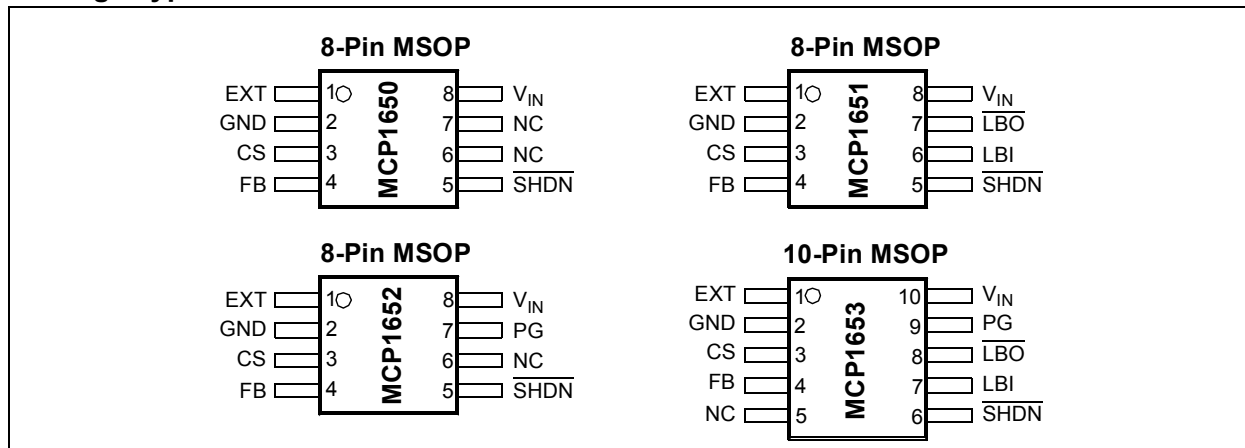 8-Pin MSOP
EXT 1 8 VIN
GND 2 7 NC
CS 3 6 NC
FB 4 5 SHDN
MCP1650
8-Pin MSOP
EXT 1 8 VIN
GND 2 7 LBO
CS 3 6 LBI
FB 4 5 SHDN
MCP1651
8-Pin MSOP
EXT 1 8 VIN
GND 2 7 PG
CS 3 6 NC
FB 4 5 SHDN
MCP1652
10-Pin MSOP
EXT 1 10 VIN
GND 2 9 PG
CS 3 8 LBO
FB 4 7 LBI
NC 5 6 SHDN
MCP1653